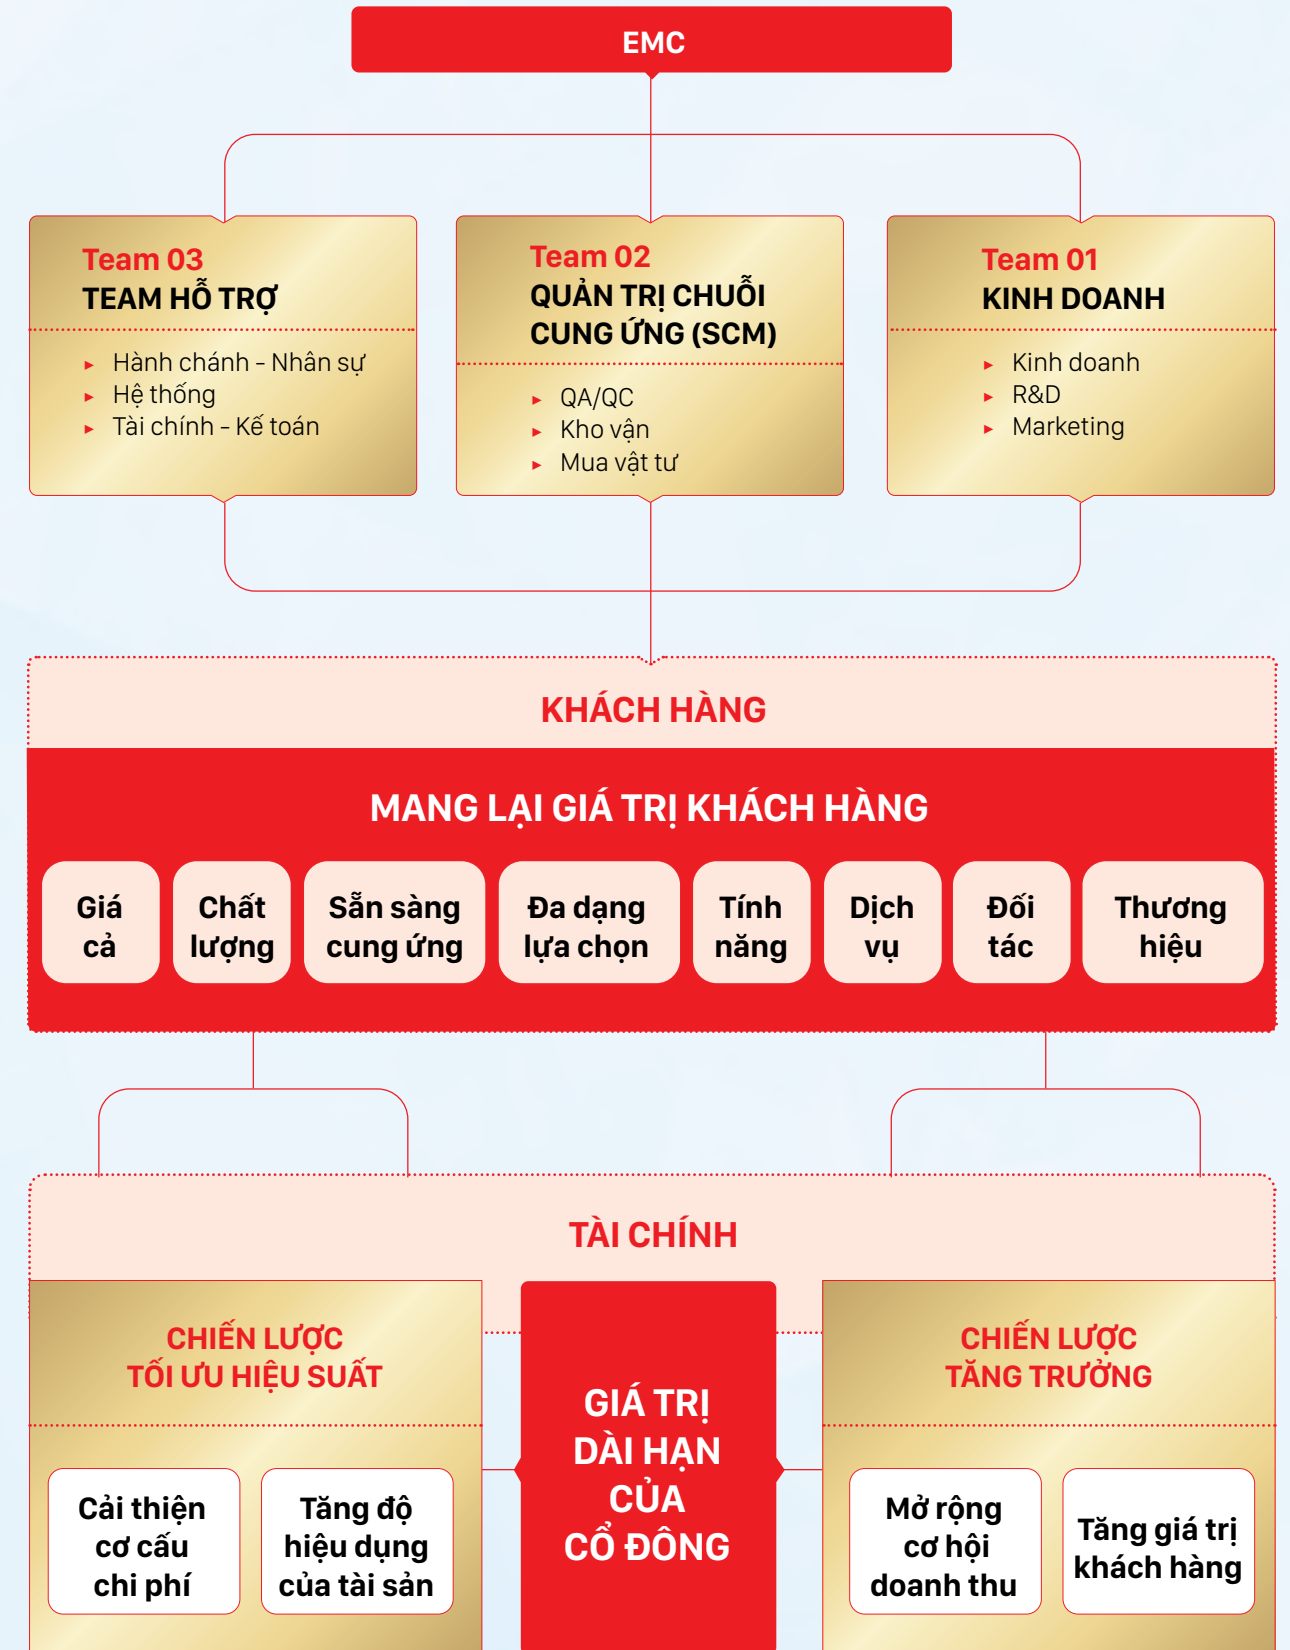 EMC
Team 03
TEAM HỖ TRỢ
▸ Hành chánh - Nhân sự
▸ Hệ thống
▸ Tài chính - Kế toán
Team 02
QUẢN TRỊ CHUỖI
CUNG ỨNG (SCM)
▸ QA/QC
▸ Kho vận
▸ Mua vật tư
Team 01
KINH DOANH
▸ Kinh doanh
▸ R&D
▸ Marketing
KHÁCH HÀNG
MANG LẠI GIÁ TRỊ KHÁCH HÀNG
Giá
cả
Chất
lượng
Sẵn sàng
cung ứng
Đa dạng
lựa chọn
Tính
năng
Dịch
vụ
Đối
tác
Thương
hiệu
TÀI CHÍNH
CHIẾN LƯỢC
TỐI ƯU HIỆU SUẤT
Cải thiện
cơ cấu
chi phí
Tăng độ
hiệu dụng
của tài sản
GIÁ TRỊ
DÀI HẠN
CỦA
CỔ ĐÔNG
CHIẾN LƯỢC
TĂNG TRƯỞNG
Mở rộng
cơ hội
doanh thu
Tăng giá trị
khách hàng